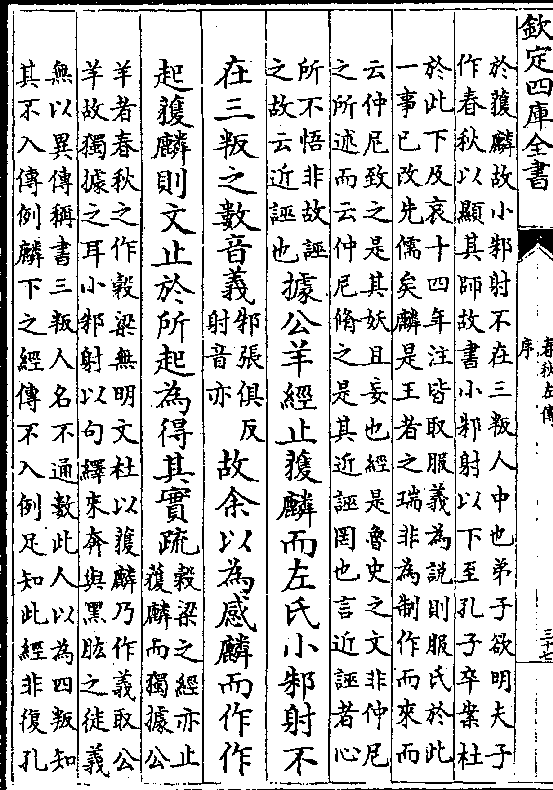 欽定四庫全書
春秋左傳序
三十七
於獲麟故小邾射不在三叛人中也弟子欲明夫子
作春秋以顯其師故書小邾射以下至孔子卒案杜
於此下及哀十四年注皆取服義為說則服氏於此
一事已改先儒矣麟是王者之瑞非為制作而來而
云仲尼致之是其妖且妄也經是魯史之文非仲尼
之所述而云仲尼脩之是其近誣罔也言近誣者心
所不悟非故誣
之故云近誣也
據公羊經止獲麟而左氏小邾射不
在三叛之數音義
邾張俱反
射音亦
故余以為感麟而作作
起獲麟則文止於所起為得其實疏
穀梁之經亦止
獲麟而獨據公
羊者春秋之作穀梁無明文杜以獲麟乃作義取公
羊故獨據之耳小邾射以句繹來奔與黑肱之徒義
無以異傳稱書三叛人名不通數此人以為四叛知
其不入傳例麟下之經傳不入例足知此經非復孔